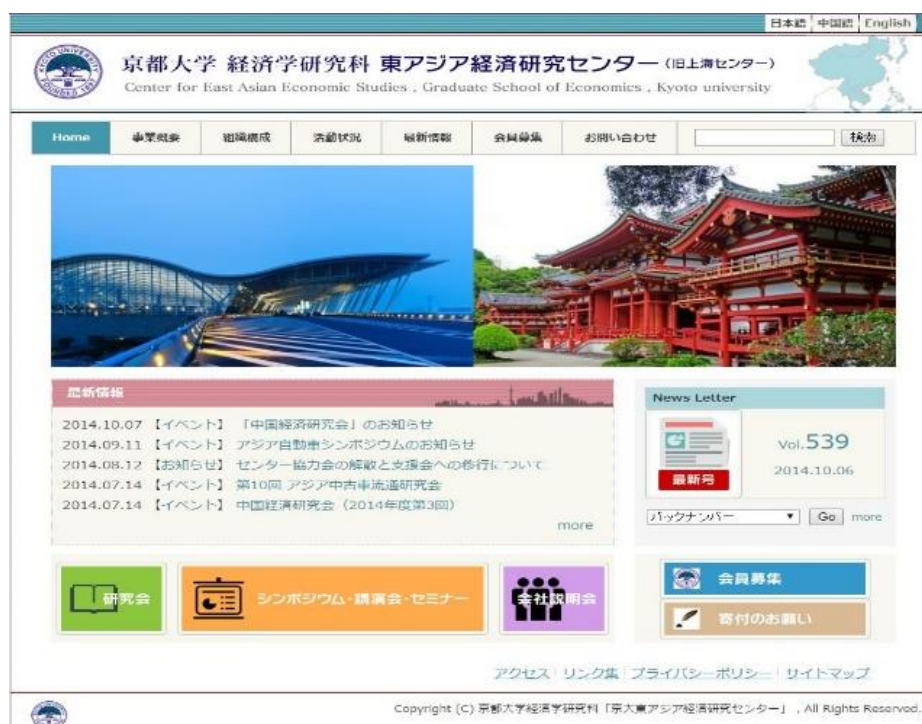 日本語 中国語 English
京都大学 経済学研究科 東アジア経済研究センター (旧上海センター)
Center for East Asian Economic Studies , Graduate School of Economics , Kyoto university
Home 事業概要 組織構成 活動状況 最新情報 会員募集 お問い合わせ 検索
最新情報
2014.10.07 【イベント】 「中国経済研究会」のお知らせ
2014.09.11 【イベント】 アジア自動車シンポジウムのお知らせ
2014.08.12 【お知らせ】 センター協力会の解散と支援会への移行について
2014.07.14 【イベント】 第10回 アジア中古車流通研究会
2014.07.14 【イベント】 中国経済研究会 (2014年度第3回)
more
News Letter
Vol.539
2014.10.06
最新号
バックナンバー Go more
研究会 シンポジウム・講演会・セミナー 会社説明会
会員募集
寄付のお願い
アクセス リンク集 プライバシーポリシー サイトマップ
Copyright (C) 京都大学経済学研究科「京大東アジア経済研究センター」 , All Rights Reserved.